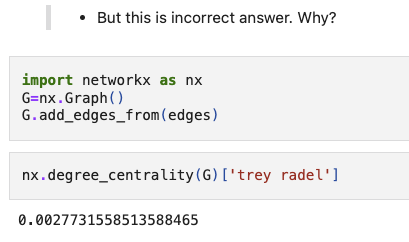 But this is incorrect answer. Why?
import networkx as nx
G=nx.Graph()
G.add_edges_from(edges)
nx.degree_centrality(G)['trey radel']
0.0027731558513588465